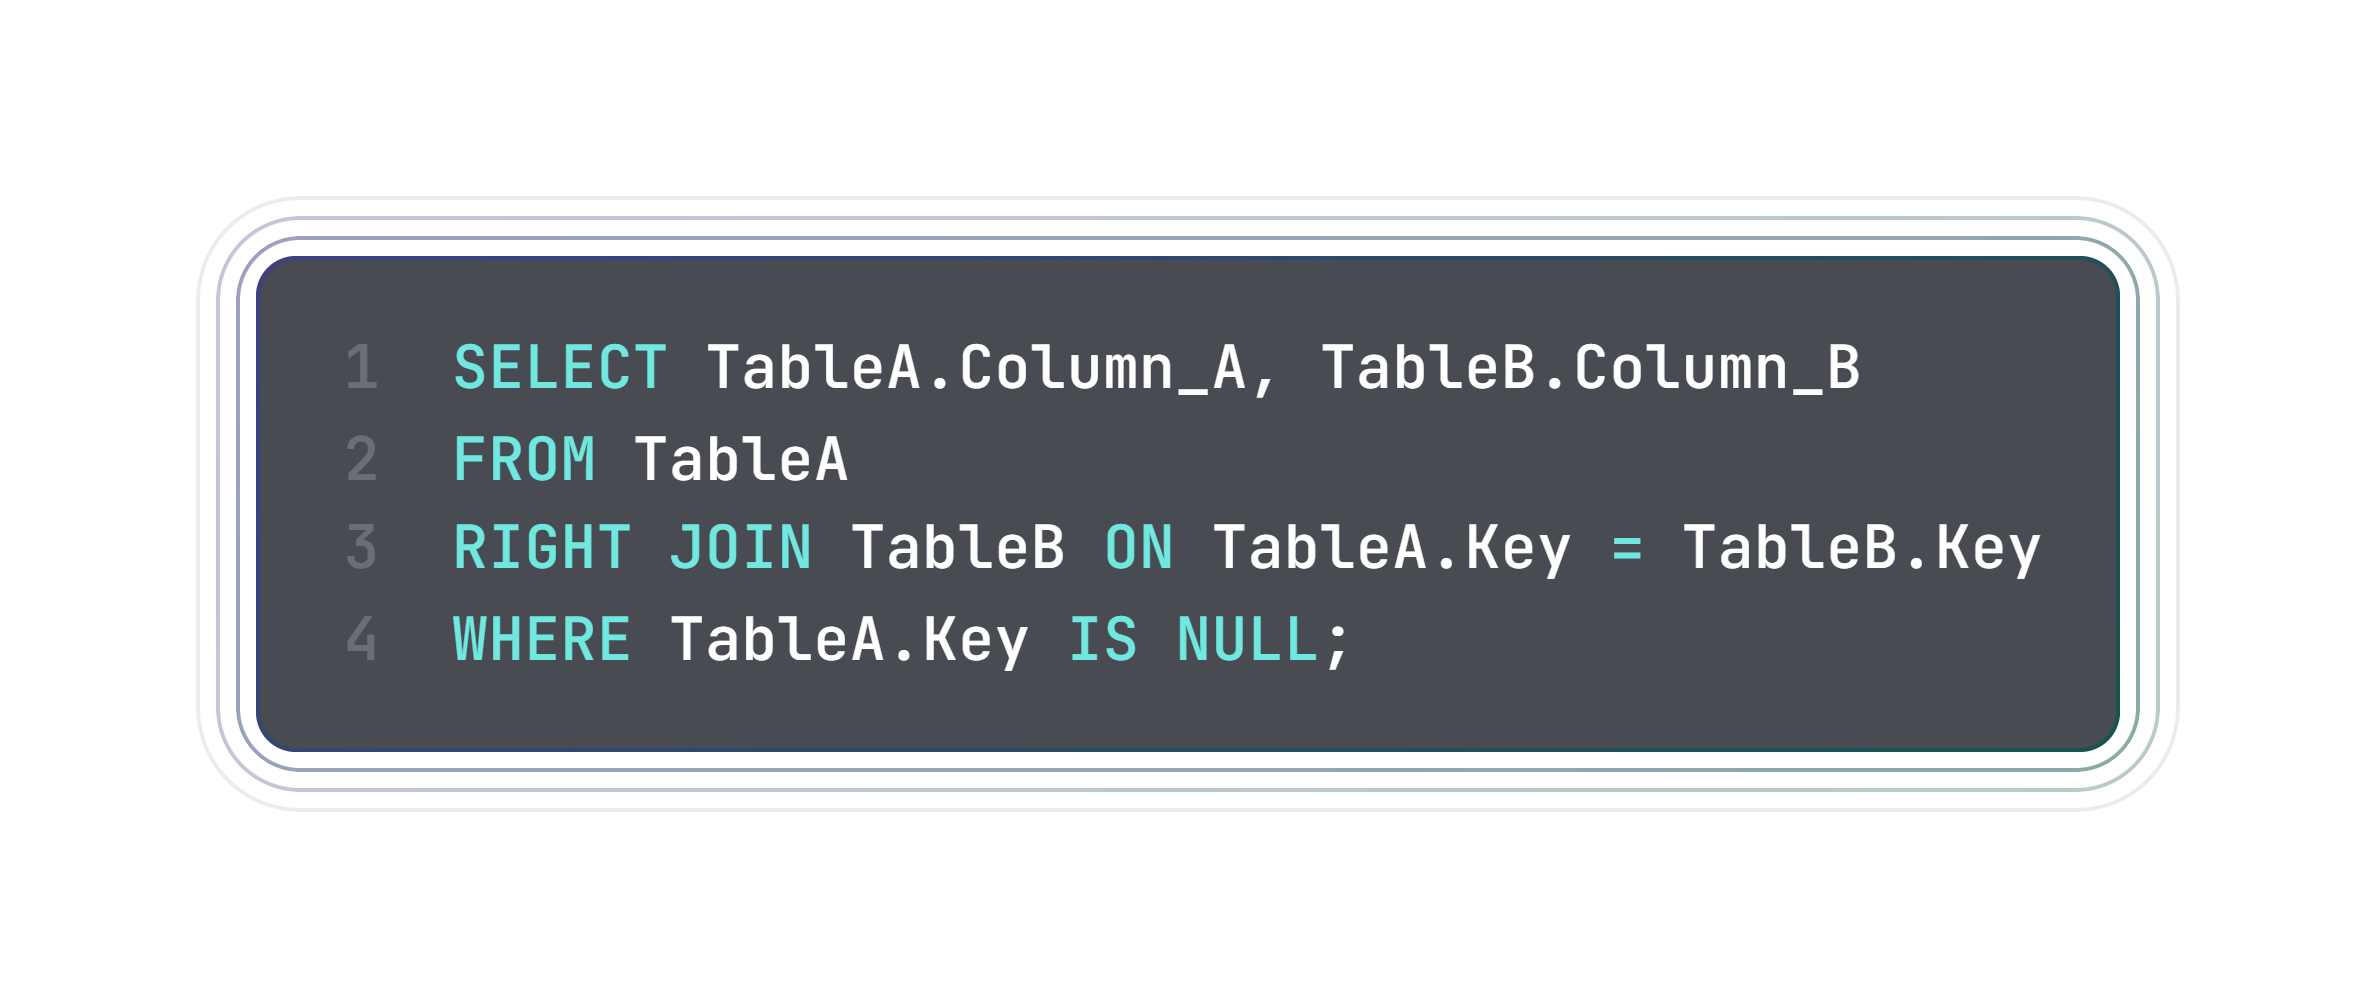 1 SELECT TableA.Column_A, TableB.Column_B
2 FROM TableA
3 RIGHT JOIN TableB ON TableA.Key = TableB.Key
4 WHERE TableA.Key IS NULL;